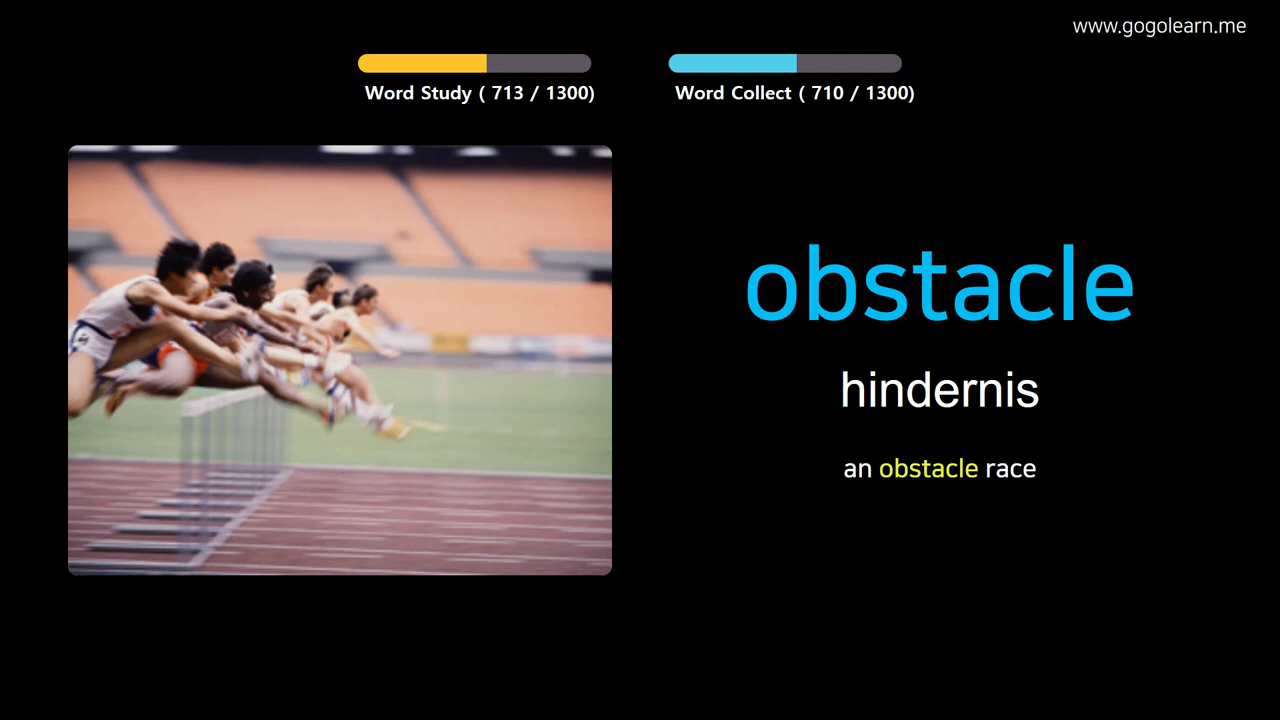 www.gogolearn.me
Word Study ( 713 / 1300)
Word Collect ( 710 / 1300)
obstacle
hindernis
an obstacle race